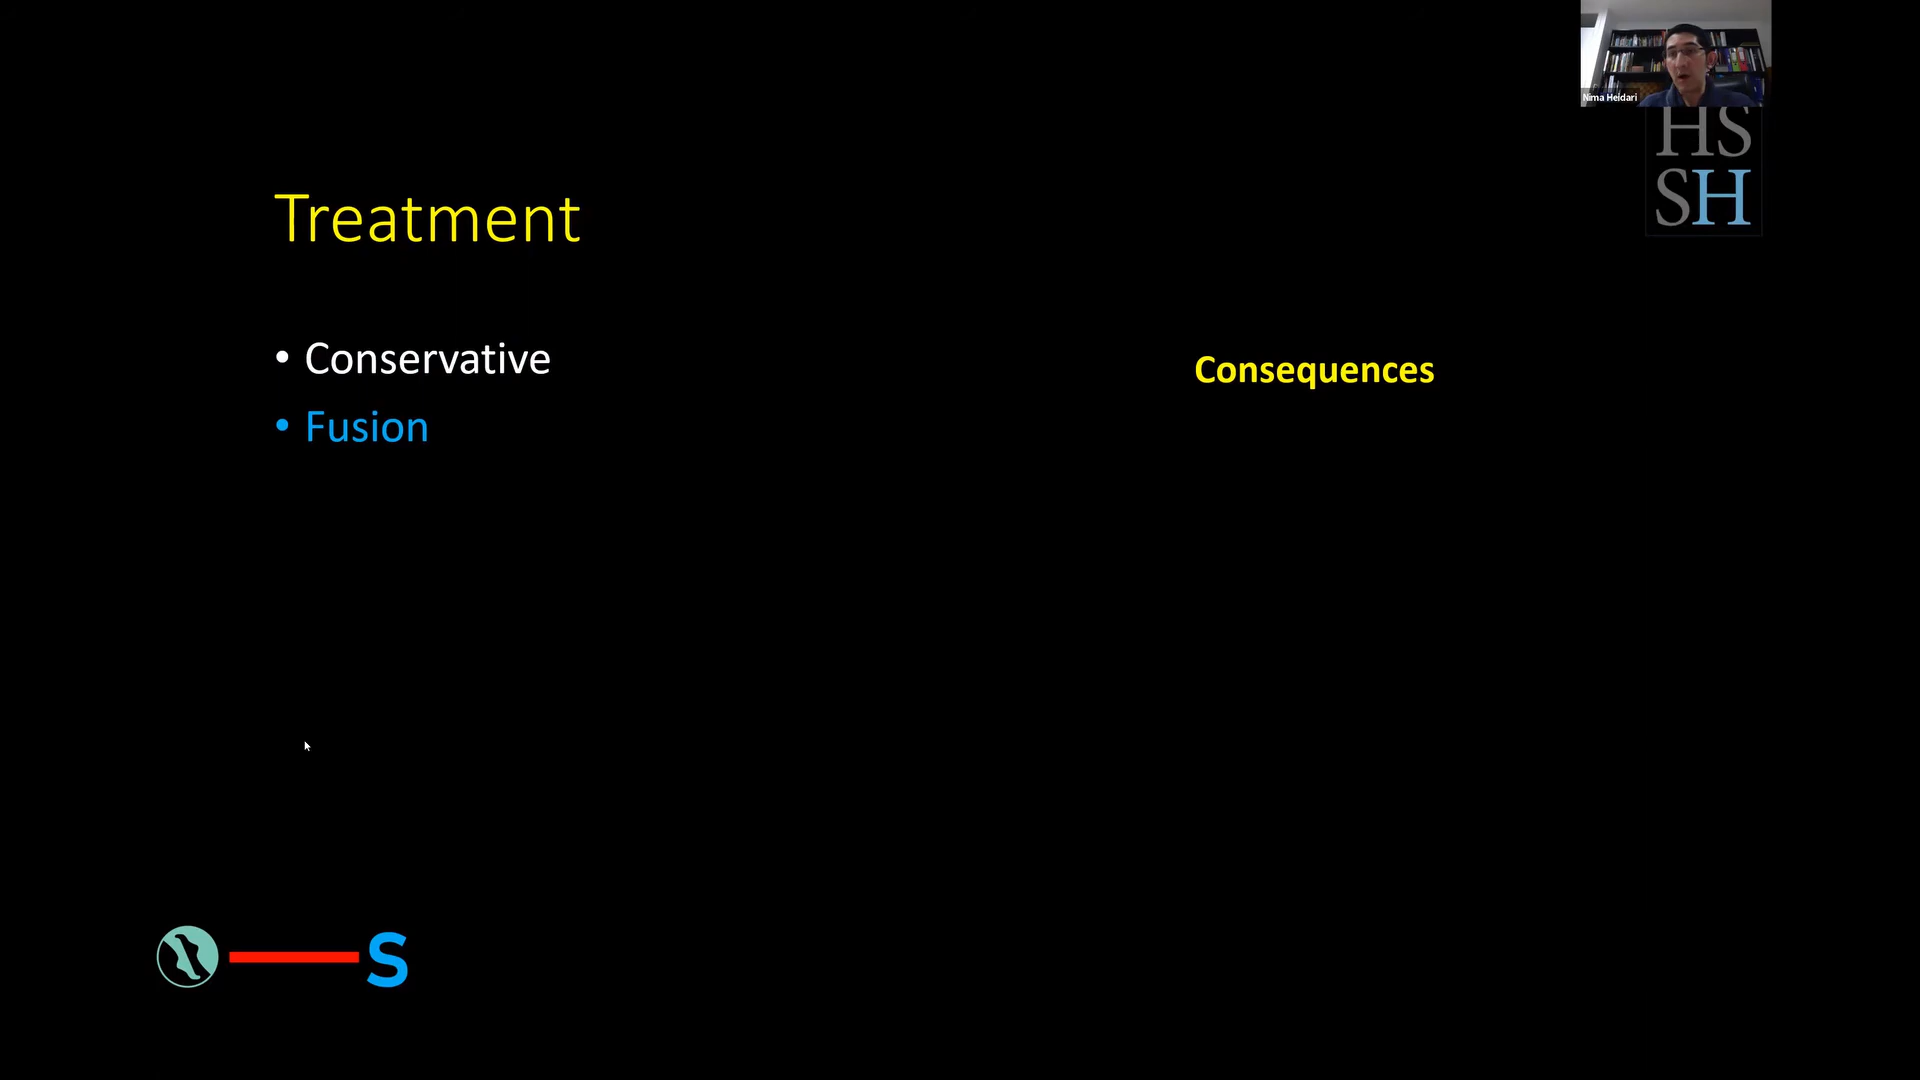 Nima Heidari
HS
SH
Treatment
• Conservative
• Fusion
Consequences
S